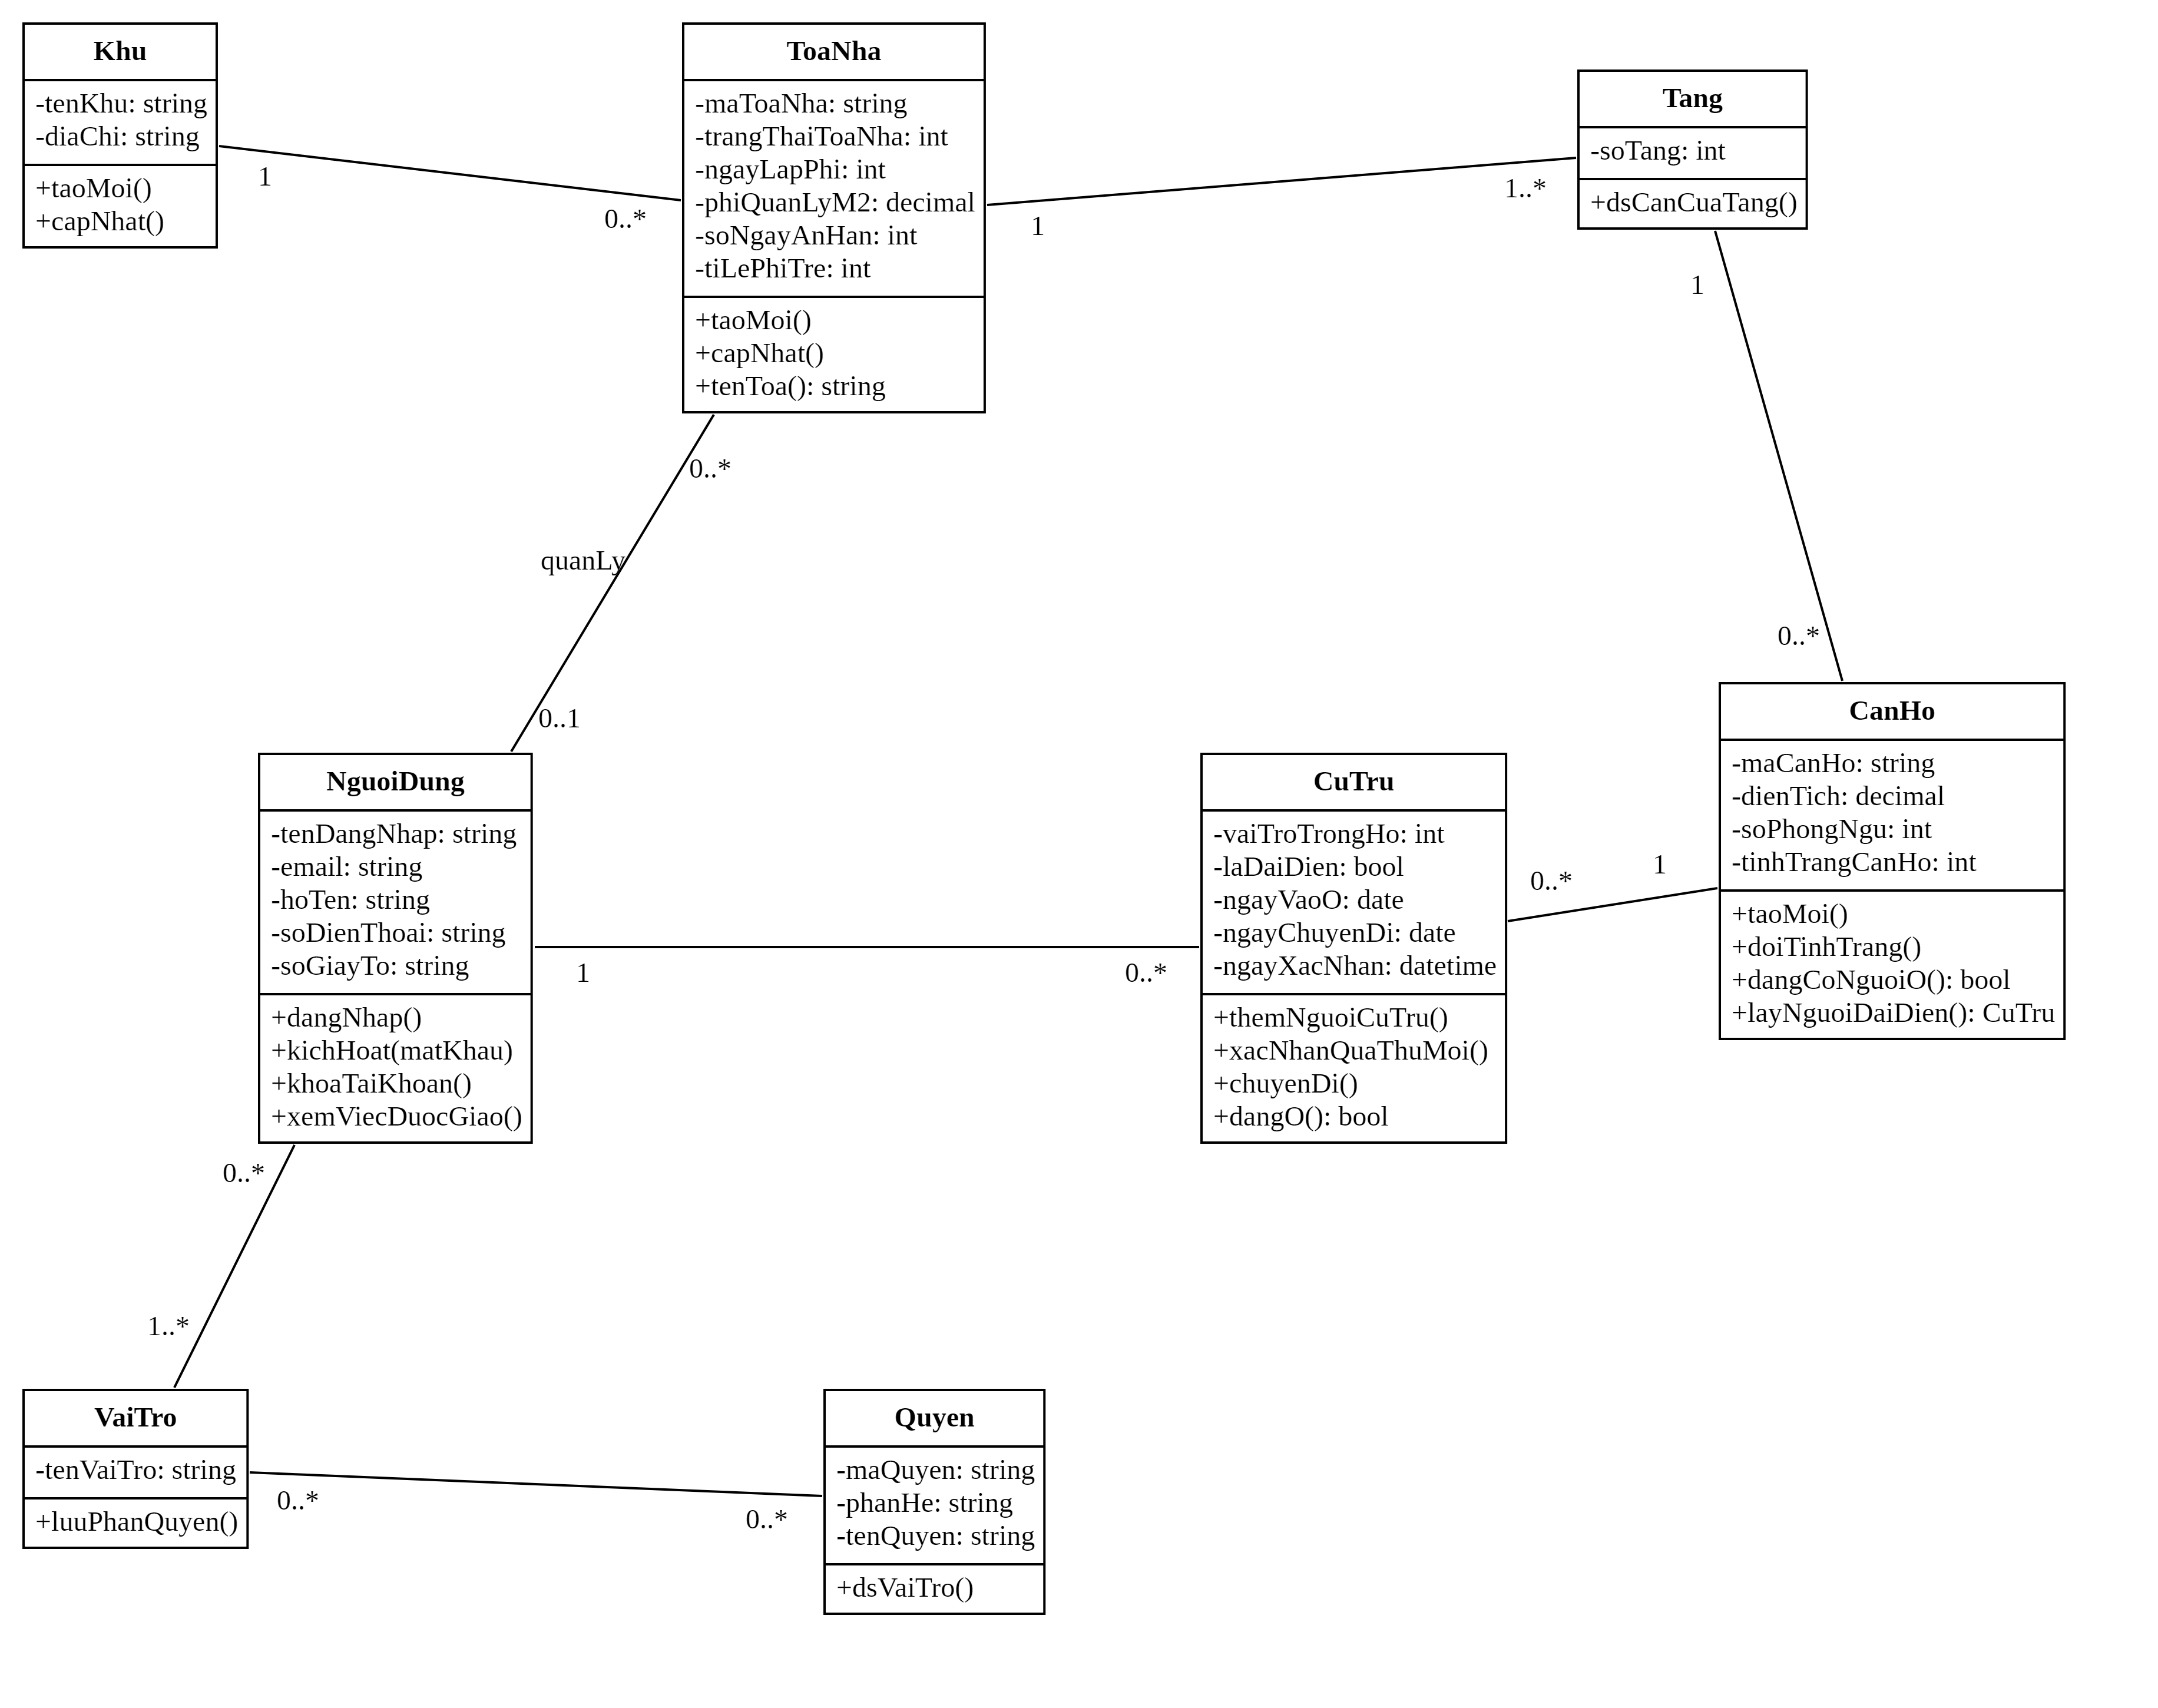 Khu
-tenKhu: string
-diaChi: string
+taoMoi()
+capNhat()
1
0..*
ToaNha
-maToaNha: string
-trangThaiToaNha: int
-ngayLapPhi: int
-phiQuanLyM2: decimal
-soNgayAnHan: int
-tiLePhiTre: int
+taoMoi()
+capNhat()
+tenToa(): string
1
1..*
Tang
-soTang: int
+dsCanCuaTang()
1
0..*
0..*
quanLy
0..1
NguoiDung
-tenDangNhap: string
-email: string
-hoTen: string
-soDienThoai: string
-soGiayTo: string
+dangNhap()
+kichHoat(matKhau)
+khoaTaiKhoan()
+xemViecDuocGiao()
1
0..*
CuTru
-vaiTroTrongHo: int
-laDaiDien: bool
-ngayVaoO: date
-ngayChuyenDi: date
-ngayXacNhan: datetime
+themNguoiCuTru()
+xacNhanQuaThuMoi()
+chuyenDi()
+dangO(): bool
0..*
1
CanHo
-maCanHo: string
-dienTich: decimal
-soPhongNgu: int
-tinhTrangCanHo: int
+taoMoi()
+doiTinhTrang()
+dangCoNguoiO(): bool
+layNguoiDaiDien(): CuTru
0..*
1..*
VaiTro
-tenVaiTro: string
+luuPhanQuyen()
0..*
0..*
Quyen
-maQuyen: string
-phanHe: string
-tenQuyen: string
+dsVaiTro()